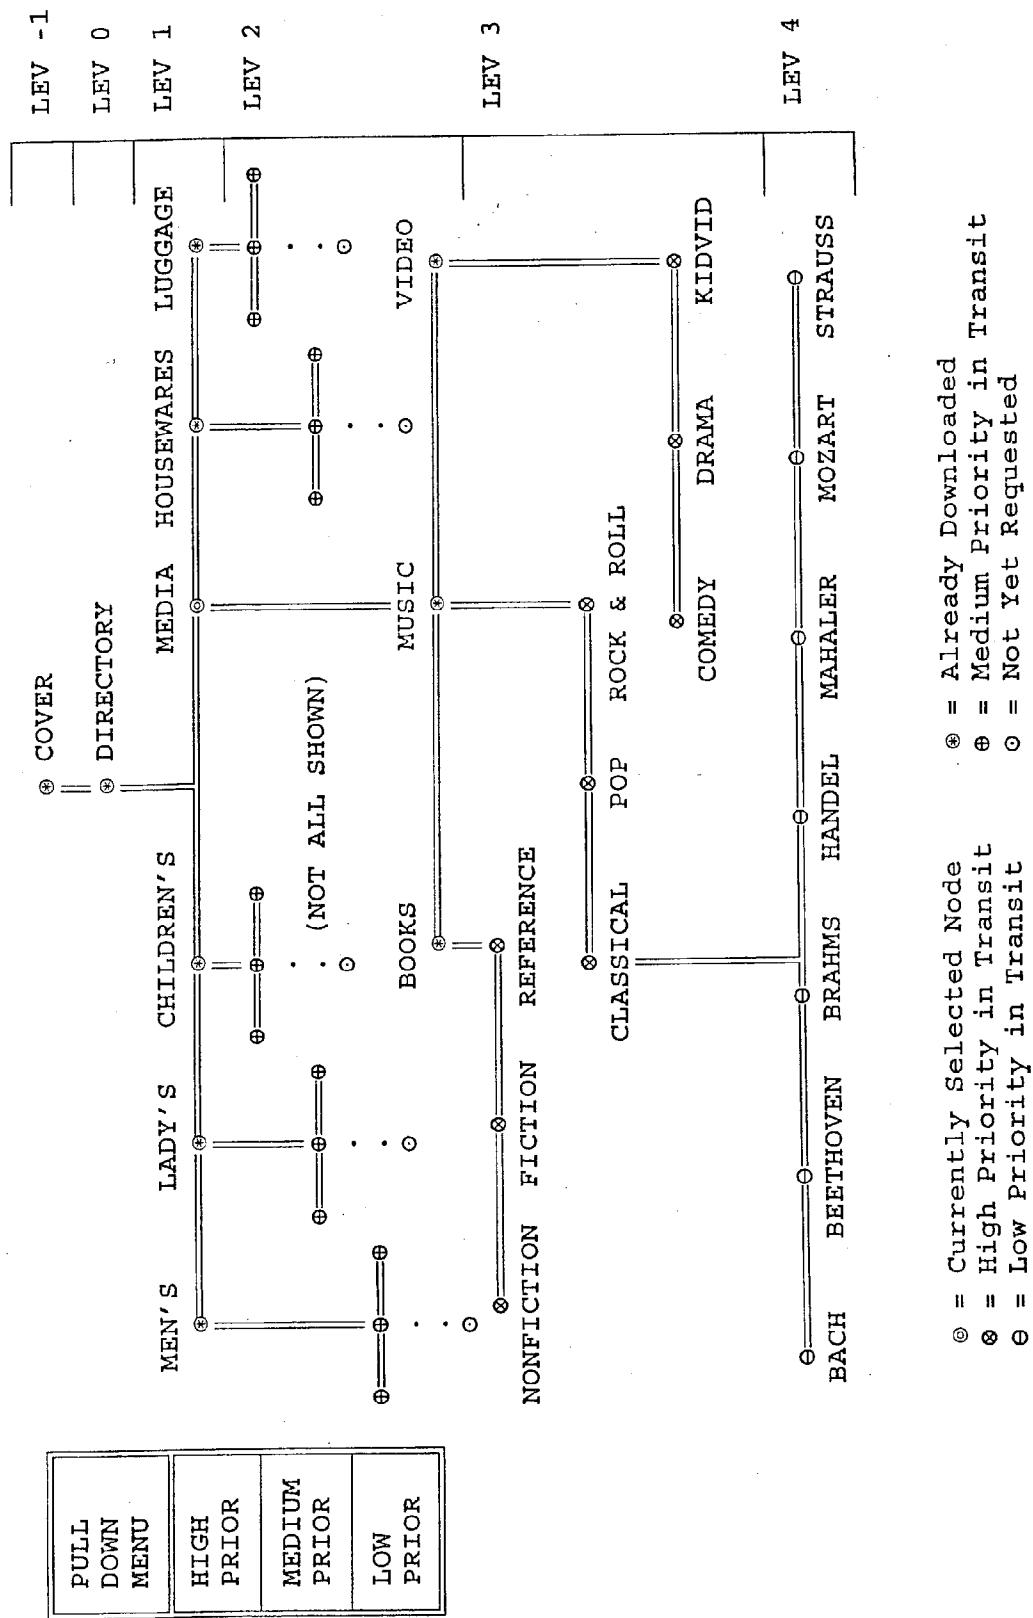 PULL
DOWN
MENU
HIGH
PRIOR
MEDIUM
PRIOR
LOW
PRIOR
COVER
LEV -1
DIRECTORY
LEV 0
MEN'S LADY'S CHILDREN'S MEDIA HOUSEWARES LUGGAGE
LEV 1
LEV 2
(NOT ALL SHOWN)
BOOKS MUSIC VIDEO
LEV 3
NONFICTION FICTION REFERENCE
CLASSICAL POP ROCK & ROLL
COMEDY DRAMA KIDVID
LEV 4
BACH BEETHOVEN BRAHMS HANDEL MAHALER MOZART STRAUSS
⊚ = Currently Selected Node ⊛ = Already Downloaded
⊗ = High Priority in Transit ⊕ = Medium Priority in Transit
⊖ = Low Priority in Transit ⊙ = Not Yet Requested